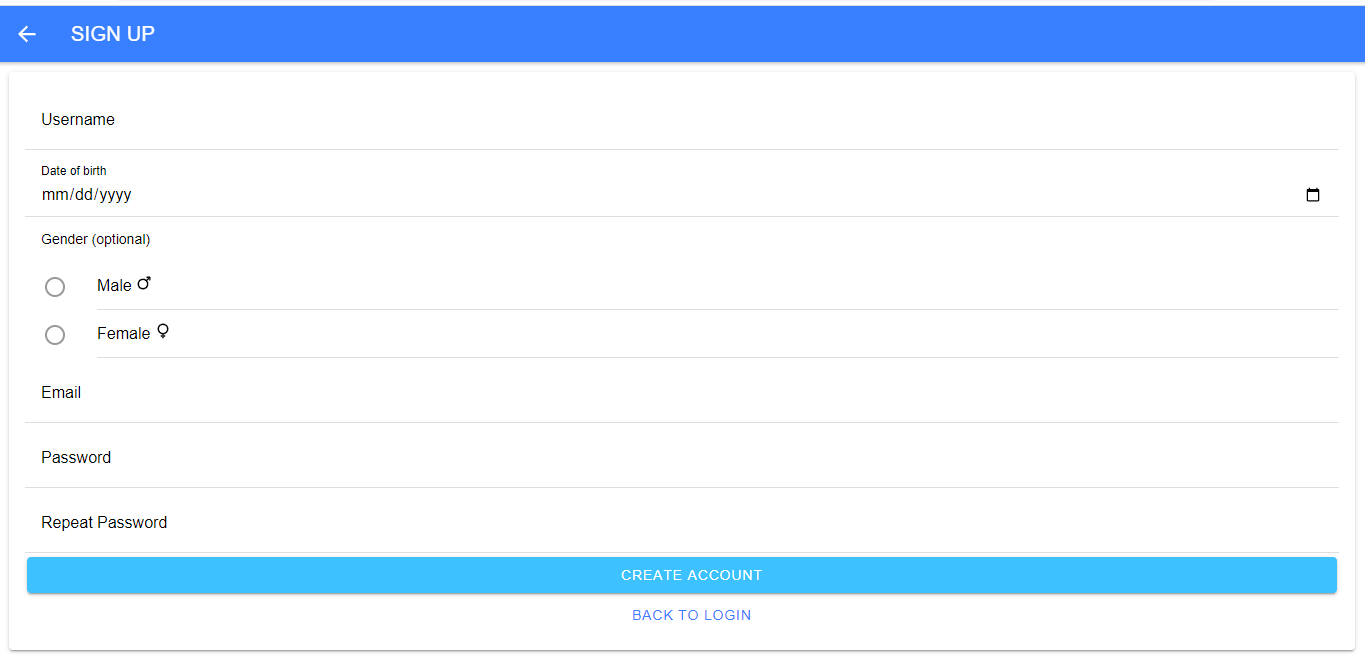 SIGN UP
Username
Date of birth
mm/dd/yyyy
Gender (optional)
Male ♂
Female ♀
Email
Password
Repeat Password
CREATE ACCOUNT
BACK TO LOGIN